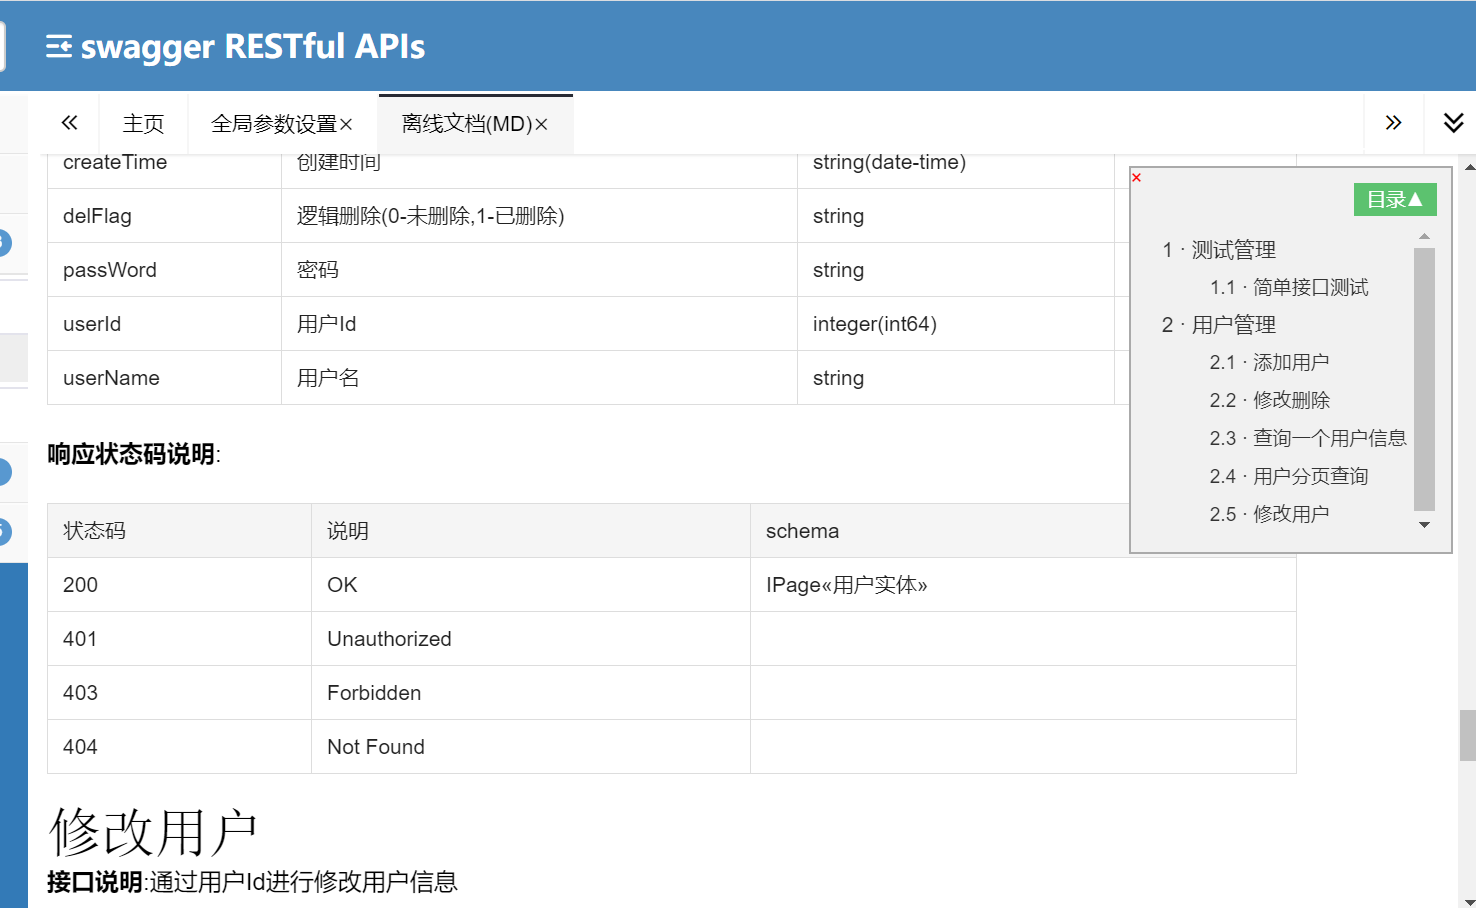 swagger RESTful APIs
主页 全局参数设置× 离线文档(MD)×
createTime 创建时间 string(date-time)
delFlag 逻辑删除(0-未删除,1-已删除) string
passWord 密码 string
userId 用户Id integer(int64)
userName 用户名 string
响应状态码说明:
状态码 说明 schema
200 OK IPage«用户实体»
401 Unauthorized
403 Forbidden
404 Not Found
修改用户
接口说明:通过用户Id进行修改用户信息
×
目录▲
1 · 测试管理
1.1 · 简单接口测试
2 · 用户管理
2.1 · 添加用户
2.2 · 修改删除
2.3 · 查询一个用户信息
2.4 · 用户分页查询
2.5 · 修改用户